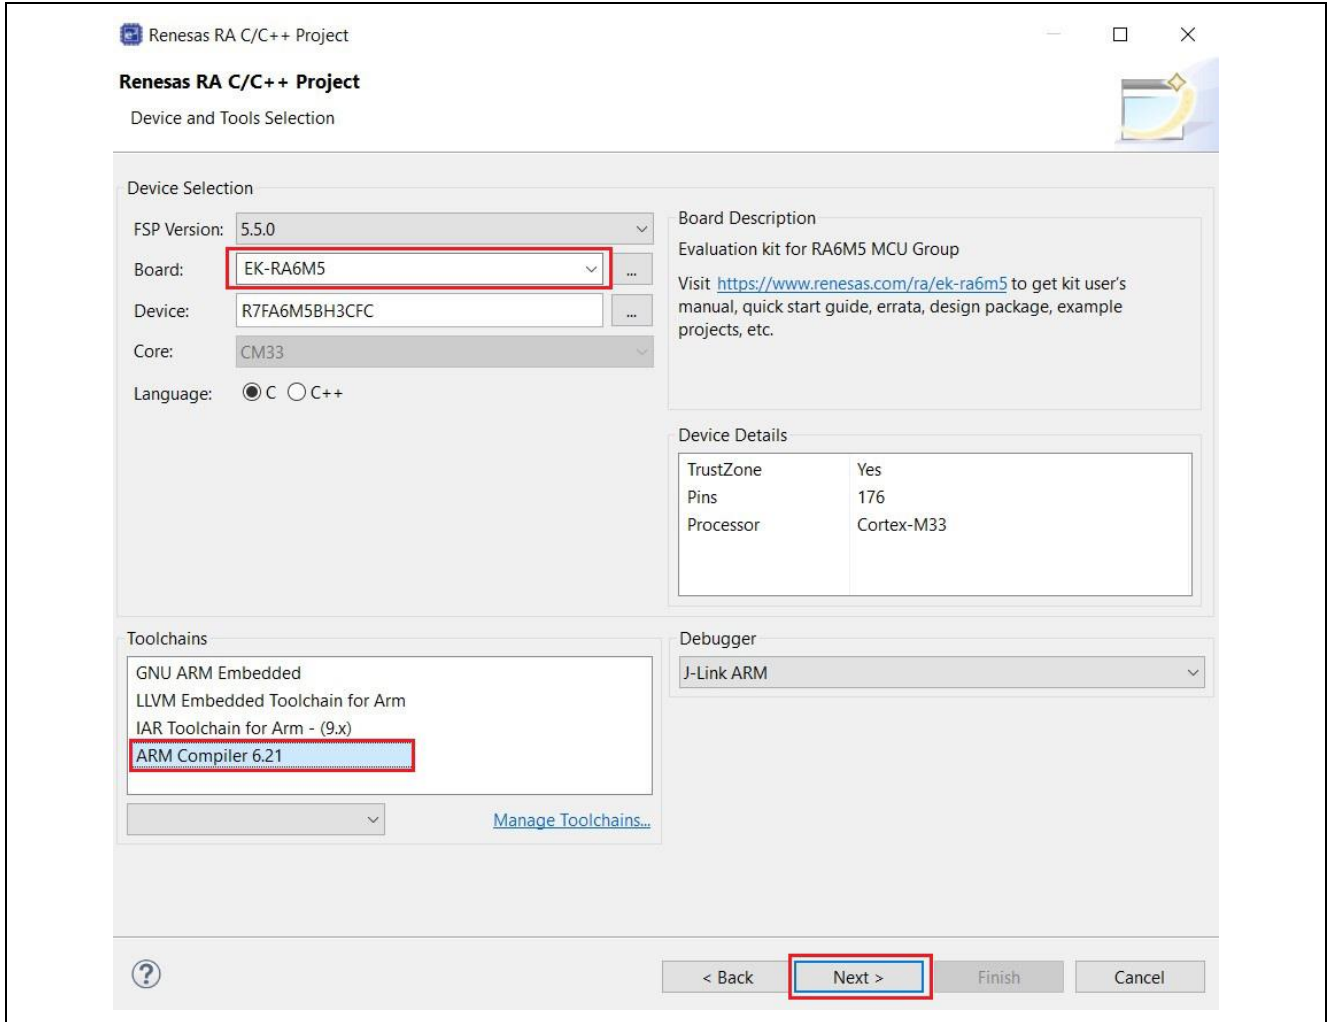 Renesas RA C/C++ Project
Renesas RA C/C++ Project
Device and Tools Selection
Device Selection
FSP Version: 5.5.0
Board: EK-RA6M5 ...
Device: R7FA6M5BH3CFC ...
Core: CM33
Language: C C++
Board Description
Evaluation kit for RA6M5 MCU Group
Visit https://www.renesas.com/ra/ek-ra6m5 to get kit user's
manual, quick start guide, errata, design package, example
projects, etc.
Device Details
TrustZone Yes
Pins 176
Processor Cortex-M33
Toolchains
GNU ARM Embedded
LLVM Embedded Toolchain for Arm
IAR Toolchain for Arm - (9.x)
ARM Compiler 6.21
Manage Toolchains...
Debugger
J-Link ARM
? < Back Next > Finish Cancel